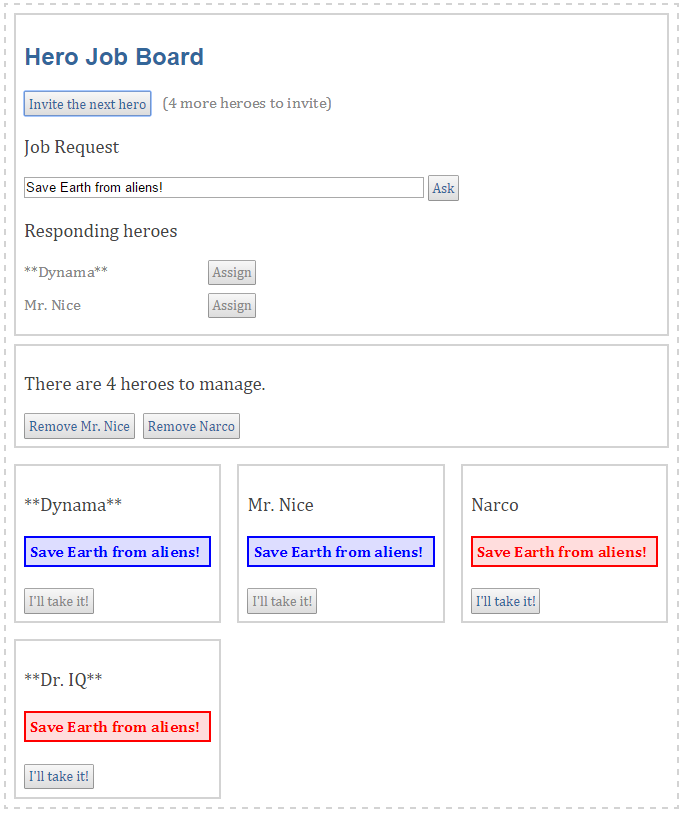 Hero Job Board
Invite the next hero (4 more heroes to invite)
Job Request
Save Earth from aliens! Ask
Responding heroes
**Dynama** Assign
Mr. Nice Assign
There are 4 heroes to manage.
Remove Mr. Nice Remove Narco
**Dynama**
Save Earth from aliens!
I'll take it!
Mr. Nice
Save Earth from aliens!
I'll take it!
Narco
Save Earth from aliens!
I'll take it!
**Dr. IQ**
Save Earth from aliens!
I'll take it!